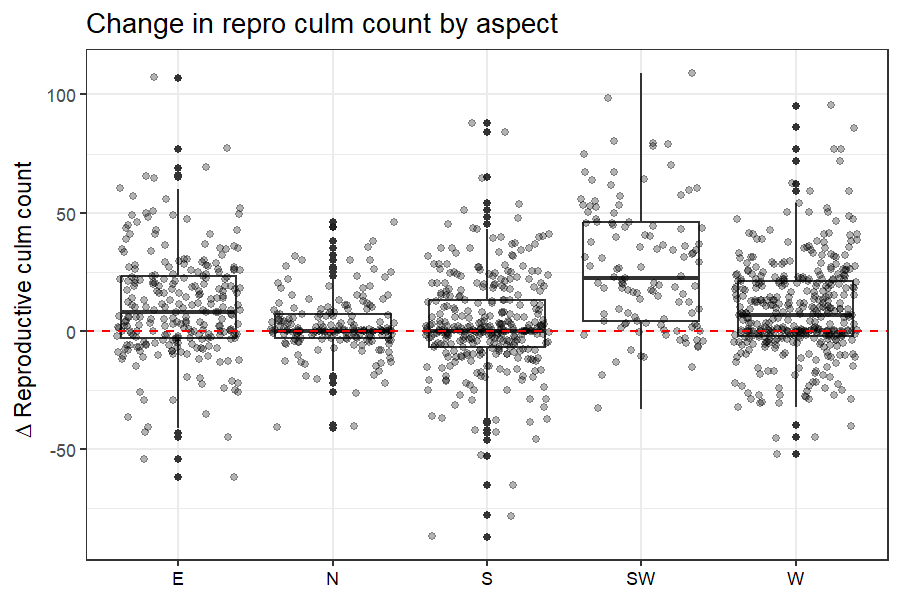 Change in repro culm count by aspect
Δ Reproductive culm count
100
50
0
-50
E N S SW W